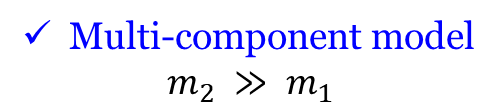 ✓ Multi-component model
m₂ ≫ m₁